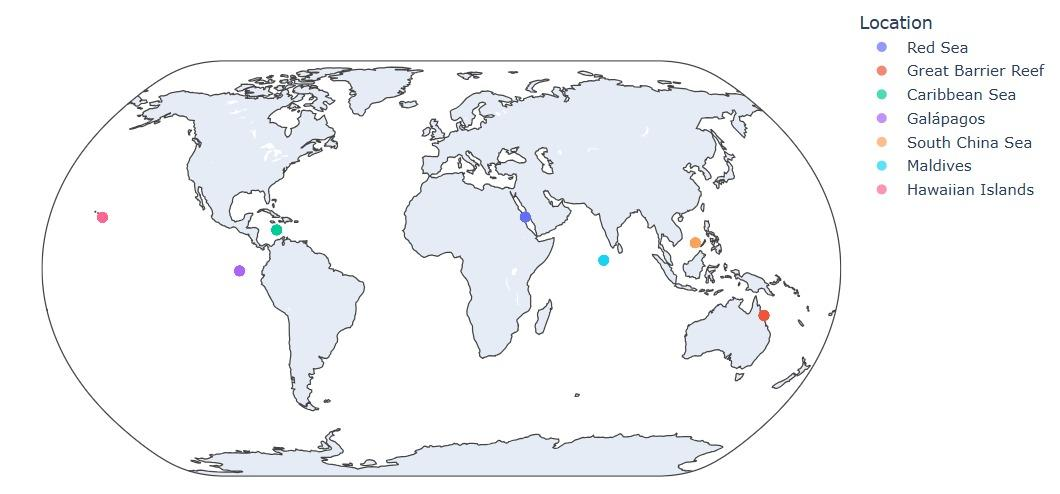 Location
Red Sea
Great Barrier Reef
Caribbean Sea
Galápagos
South China Sea
Maldives
Hawaiian Islands